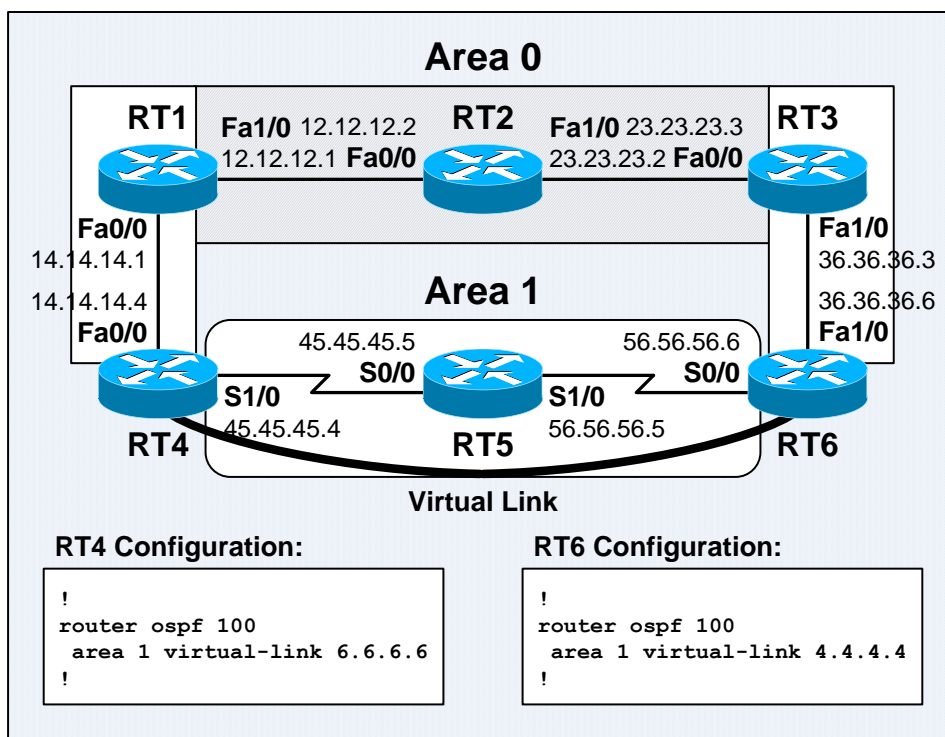 Area 0
RT1
Fa1/0 12.12.12.2
12.12.12.1 Fa0/0
RT2
Fa1/0 23.23.23.3
23.23.23.2 Fa0/0
RT3
Fa0/0
14.14.14.1
14.14.14.4
Fa0/0
Fa1/0
36.36.36.3
36.36.36.6
Fa1/0
Area 1
45.45.45.5
S0/0
56.56.56.6
S0/0
S1/0
45.45.45.4
S1/0
56.56.56.5
RT4
RT5
RT6
Virtual Link
RT4 Configuration:
!
router ospf 100
 area 1 virtual-link 6.6.6.6
!
RT6 Configuration:
!
router ospf 100
 area 1 virtual-link 4.4.4.4
!